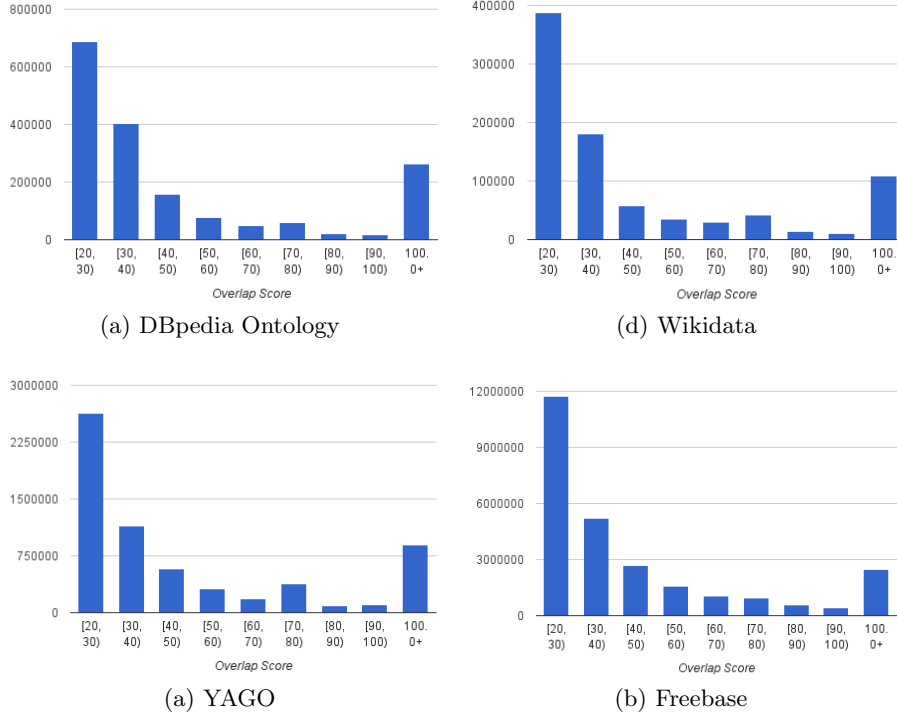 800000
600000
400000
200000
0
[20, [30, [40, [50, [60, [70, [80, [90, 100.
30) 40) 50) 60) 70) 80) 90) 100) 0+
Overlap Score
(a) DBpedia Ontology
400000
300000
200000
100000
0
[20, [30, [40, [50, [60, [70, [80, [90, 100.
30) 40) 50) 60) 70) 80) 90) 100) 0+
Overlap Score
(d) Wikidata
3000000
2250000
1500000
750000
0
[20, [30, [40, [50, [60, [70, [80, [90, 100.
30) 40) 50) 60) 70) 80) 90) 100) 0+
Overlap Score
(a) YAGO
12000000
9000000
6000000
3000000
0
[20, [30, [40, [50, [60, [70, [80, [90, 100.
30) 40) 50) 60) 70) 80) 90) 100) 0+
Overlap Score
(b) Freebase